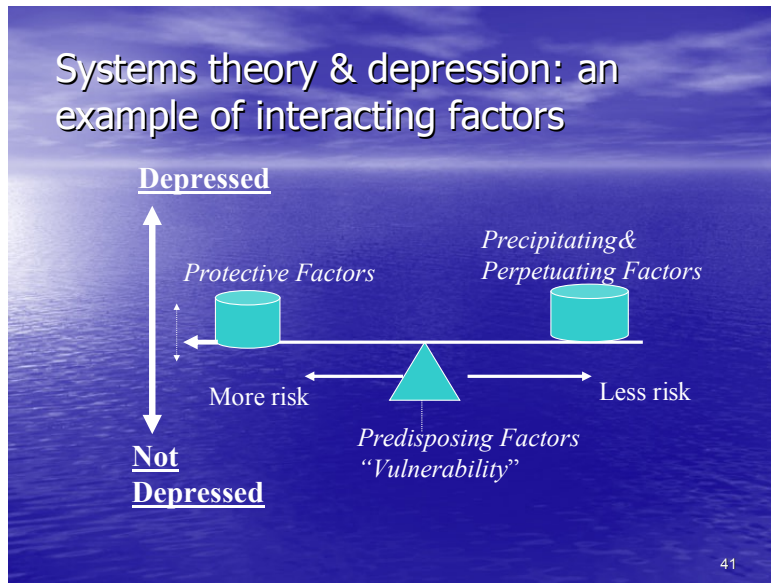 Systems theory & depression: an
example of interacting factors
Depressed
Precipitating&
Perpetuating Factors
Protective Factors
More risk
Less risk
Predisposing Factors
“Vulnerability”
Not
Depressed
41